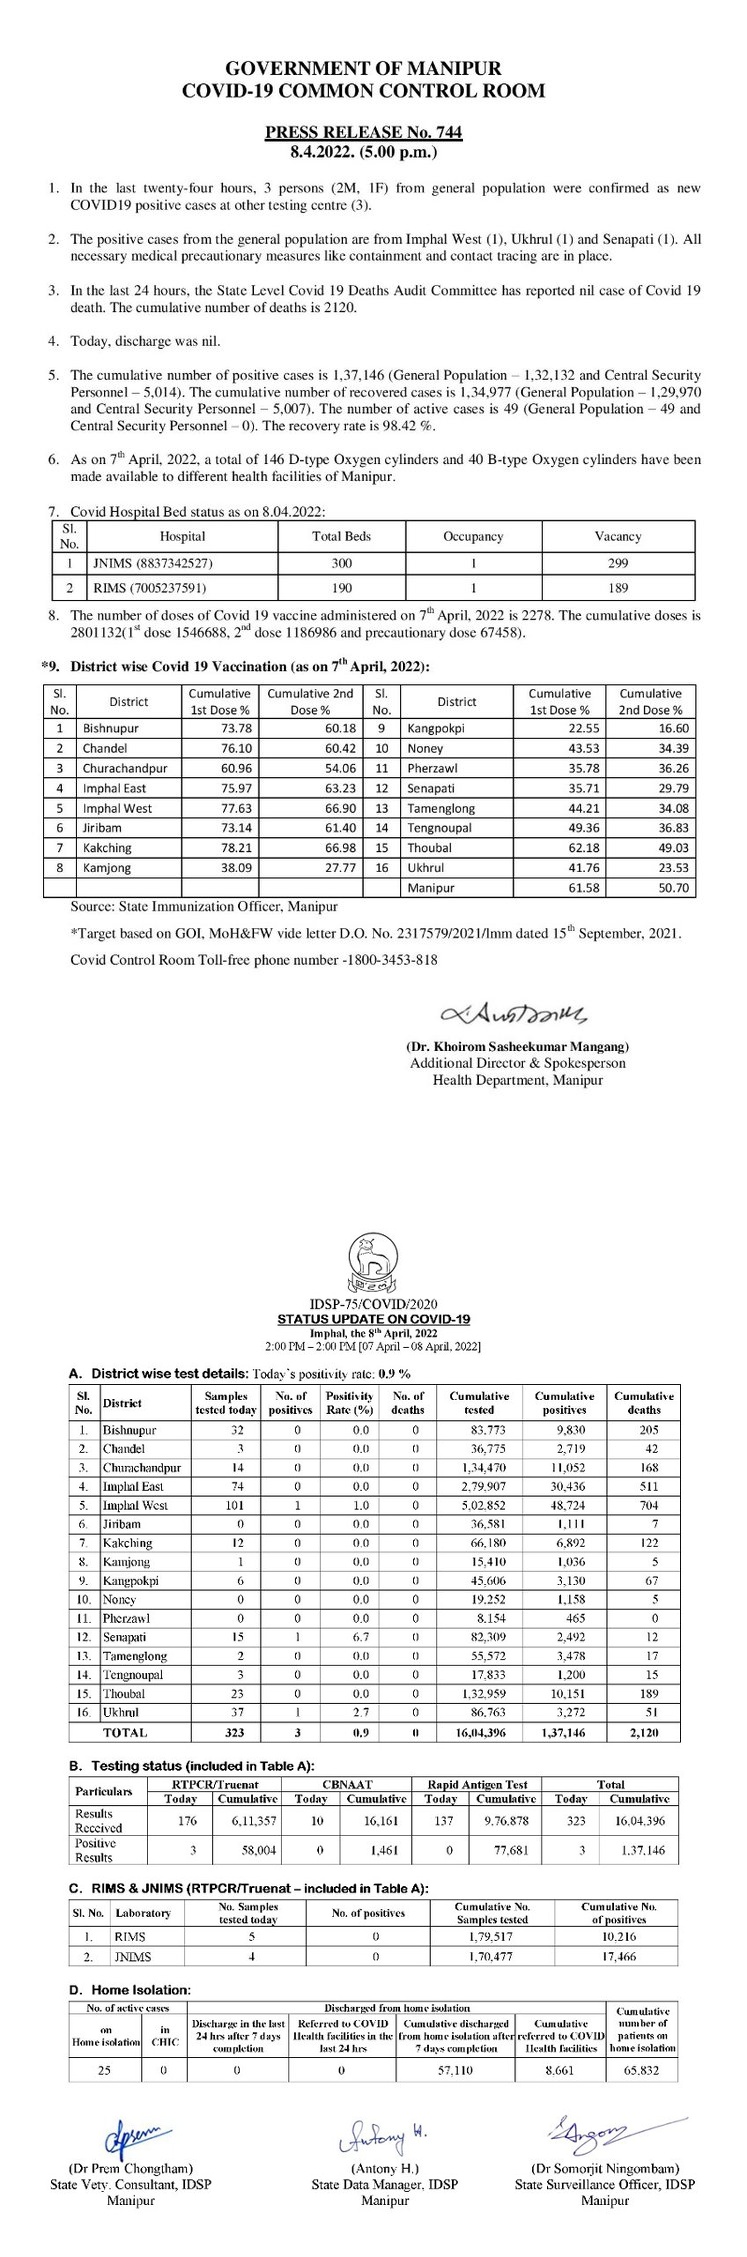 GOVERNMENT OF MANIPUR
COVID-19 COMMON CONTROL ROOM
PRESS RELEASE No. 744
8.4.2022. (5.00 p.m.)
1. In the last twenty-four hours, 3 persons (2M, 1F) from general population were confirmed as new
COVID19 positive cases at other testing centre (3).
2. The positive cases from the general population are from Imphal West (1), Ukhrul (1) and Senapati (1). All
necessary medical precautionary measures like containment and contact tracing are in place.
3. In the last 24 hours, the State Level Covid 19 Deaths Audit Committee has reported nil case of Covid 19
death. The cumulative number of deaths is 2120.
4. Today, discharge was nil.
5. The cumulative number of positive cases is 1,37,146 (General Population – 1,32,132 and Central Security
Personnel – 5,014). The cumulative number of recovered cases is 1,34,977 (General Population – 1,29,970
and Central Security Personnel – 5,007). The number of active cases is 49 (General Population – 49 and
Central Security Personnel – 0). The recovery rate is 98.42 %.
6. As on 7th April, 2022, a total of 146 D-type Oxygen cylinders and 40 B-type Oxygen cylinders have been
made available to different health facilities of Manipur.
7. Covid Hospital Bed status as on 8.04.2022:
Sl. No. Hospital Total Beds Occupancy Vacancy
1 JNIMS (8837342527) 300 1 299
2 RIMS (7005237591) 190 1 189
8. The number of doses of Covid 19 vaccine administered on 7th April, 2022 is 2278. The cumulative doses is
2801132(1st dose 1546688, 2nd dose 1186986 and precautionary dose 67458).
*9. District wise Covid 19 Vaccination (as on 7th April, 2022):
Sl. No. District Cumulative 1st Dose % Cumulative 2nd Dose % Sl. No. District Cumulative 1st Dose % Cumulative 2nd Dose %
1 Bishnupur 73.78 60.18 9 Kangpokpi 22.55 16.60
2 Chandel 76.10 60.42 10 Noney 43.53 34.39
3 Churachandpur 60.96 54.06 11 Pherzawl 35.78 36.26
4 Imphal East 75.97 63.23 12 Senapati 35.71 29.79
5 Imphal West 77.63 66.90 13 Tamenglong 44.21 34.08
6 Jiribam 73.14 61.40 14 Tengnoupal 49.36 36.83
7 Kakching 78.21 66.98 15 Thoubal 62.18 49.03
8 Kamjong 38.09 27.77 16 Ukhrul 41.76 23.53
Manipur 61.58 50.70
Source: State Immunization Officer, Manipur
*Target based on GOI, MoH&FW vide letter D.O. No. 2317579/2021/Imm dated 15th September, 2021.
Covid Control Room Toll-free phone number -1800-3453-818
(Dr. Khoirom Sasheekumar Mangang)
Additional Director & Spokesperson
Health Department, Manipur
IDSP-75/COVID/2020
STATUS UPDATE ON COVID-19
Imphal, the 8th April, 2022
2:00 PM – 2:00 PM [07 April – 08 April, 2022]
A. District wise test details: Today's positivity rate: 0.9 %
Sl. No. District Samples tested today No. of positives Positivity Rate (%) No. of deaths Cumulative tested Cumulative positives Cumulative deaths
1. Bishnupur 32 0 0.0 0 83,773 9,830 205
2. Chandel 3 0 0.0 0 36,775 2,719 42
3. Churachandpur 14 0 0.0 0 1,34,470 11,052 168
4. Imphal East 74 0 0.0 0 2,79,907 30,436 511
5. Imphal West 101 1 1.0 0 5,02,852 48,724 704
6. Jiribam 0 0 0.0 0 36,581 1,111 7
7. Kakching 12 0 0.0 0 66,180 6,892 122
8. Kamjong 1 0 0.0 0 15,410 1,036 5
9. Kangpokpi 6 0 0.0 0 45,606 3,130 67
10. Noney 0 0 0.0 0 19,252 1,158 5
11. Pherzawl 0 0 0.0 0 8,154 465 0
12. Senapati 15 1 6.7 0 82,309 2,492 12
13. Tamenglong 2 0 0.0 0 55,572 3,478 17
14. Tengnoupal 3 0 0.0 0 17,833 1,200 15
15. Thoubal 23 0 0.0 0 1,32,959 10,151 189
16. Ukhrul 37 1 2.7 0 86,763 3,272 51
TOTAL 323 3 0.9 0 16,04,396 1,37,146 2,120
B. Testing status (included in Table A):
Particulars RTPCR/Truenat CBNAAT Rapid Antigen Test Total
Today Cumulative Today Cumulative Today Cumulative Today Cumulative
Results Received 176 6,11,357 10 16,161 137 9,76,878 323 16,04,396
Positive Results 3 58,004 0 1,461 0 77,681 3 1,37,146
C. RIMS & JNIMS (RTPCR/Truenat – included in Table A):
Sl. No. Laboratory No. Samples tested today No. of positives Cumulative No. Samples tested Cumulative No. of positives
1. RIMS 5 0 1,79,517 10,216
2. JNIMS 4 0 1,70,477 17,466
D. Home Isolation:
No. of active cases Discharged from home isolation Cumulative number of patients on home isolation
on Home isolation in CHIC Discharge in the last 24 hrs after 7 days completion Referred to COVID Health facilities in the last 24 hrs Cumulative discharged from home isolation after 7 days completion Cumulative referred to COVID Health facilities
25 0 0 0 57,110 8,661 65,832
Antony H.
(Dr Prem Chongtham) (Antony H.) (Dr Somorjit Ningombam)
State Vety. Consultant, IDSP State Data Manager, IDSP State Surveillance Officer, IDSP
Manipur Manipur Manipur